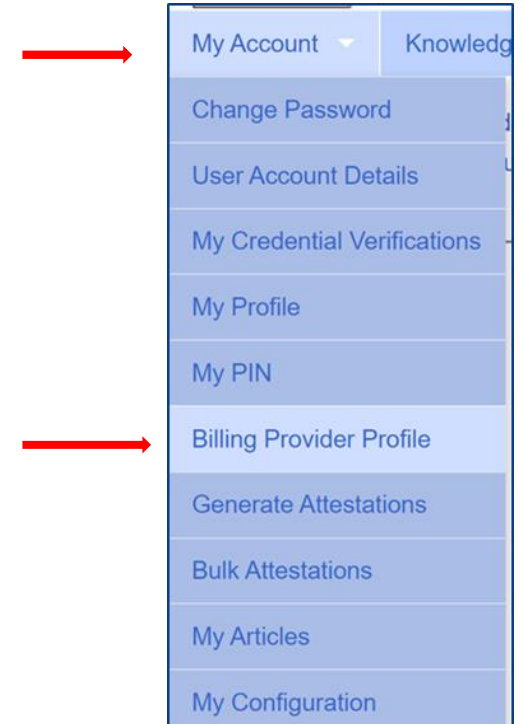 My Account Knowledg
Change Password
User Account Details
My Credential Verifications
My Profile
My PIN
Billing Provider Profile
Generate Attestations
Bulk Attestations
My Articles
My Configuration